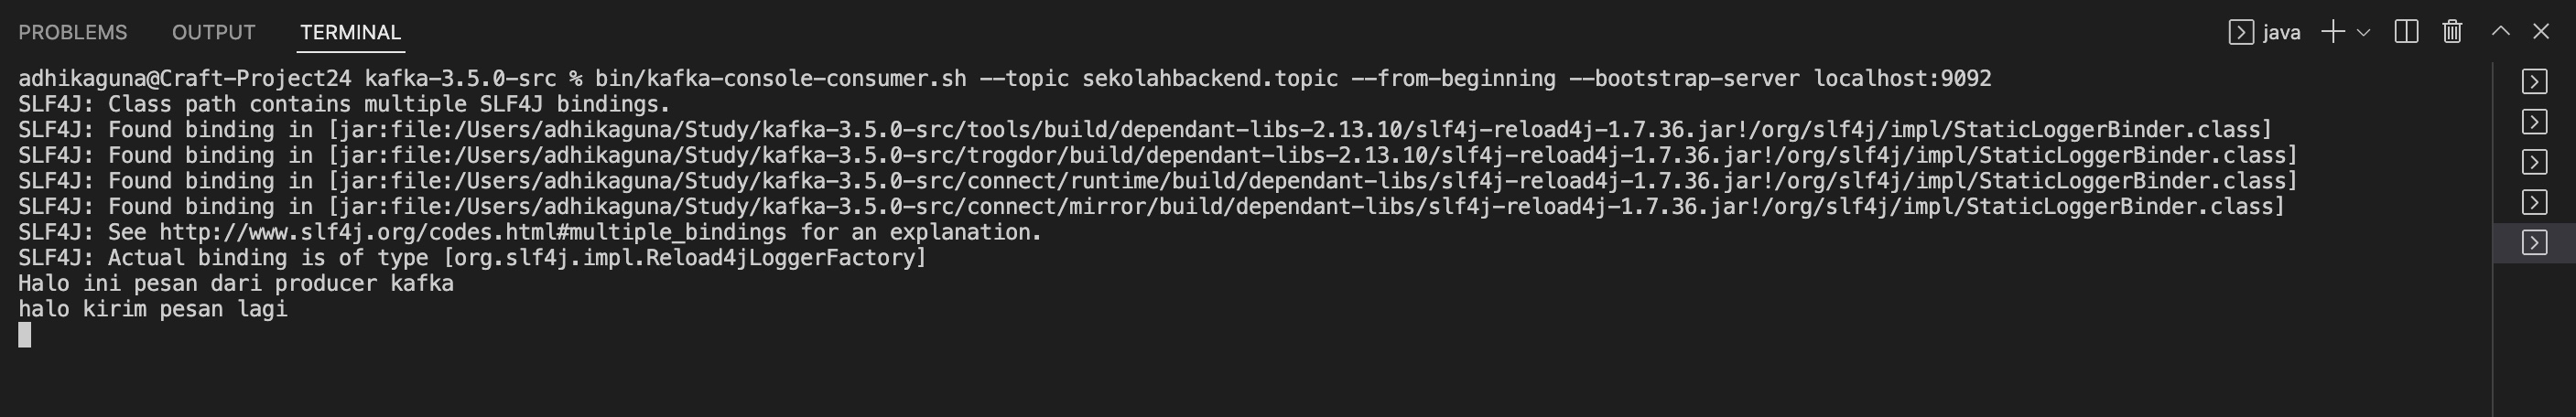 PROBLEMS OUTPUT TERMINAL java
adhikaguna@Craft-Project24 kafka-3.5.0-src % bin/kafka-console-consumer.sh --topic sekolahbackend.topic --from-beginning --bootstrap-server localhost:9092
SLF4J: Class path contains multiple SLF4J bindings.
SLF4J: Found binding in [jar:file:/Users/adhikaguna/Study/kafka-3.5.0-src/tools/build/dependant-libs-2.13.10/slf4j-reload4j-1.7.36.jar!/org/slf4j/impl/StaticLoggerBinder.class]
SLF4J: Found binding in [jar:file:/Users/adhikaguna/Study/kafka-3.5.0-src/trogdor/build/dependant-libs-2.13.10/slf4j-reload4j-1.7.36.jar!/org/slf4j/impl/StaticLoggerBinder.class]
SLF4J: Found binding in [jar:file:/Users/adhikaguna/Study/kafka-3.5.0-src/connect/runtime/build/dependant-libs/slf4j-reload4j-1.7.36.jar!/org/slf4j/impl/StaticLoggerBinder.class]
SLF4J: Found binding in [jar:file:/Users/adhikaguna/Study/kafka-3.5.0-src/connect/mirror/build/dependant-libs/slf4j-reload4j-1.7.36.jar!/org/slf4j/impl/StaticLoggerBinder.class]
SLF4J: See http://www.slf4j.org/codes.html#multiple_bindings for an explanation.
SLF4J: Actual binding is of type [org.slf4j.impl.Reload4jLoggerFactory]
Halo ini pesan dari producer kafka
halo kirim pesan lagi